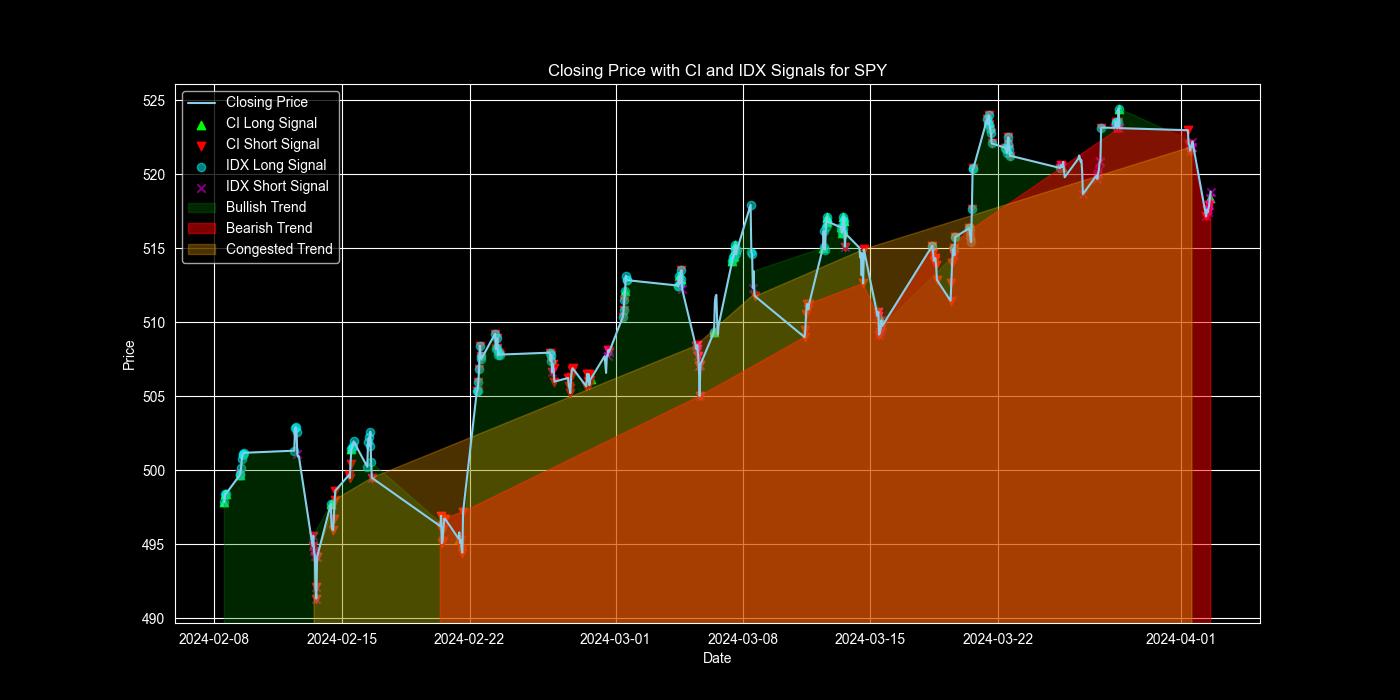 Closing Price with CI and IDX Signals for SPY
525
520
515
510
505
500
495
490
Price
Closing Price
CI Long Signal
CI Short Signal
IDX Long Signal
IDX Short Signal
Bullish Trend
Bearish Trend
Congested Trend
2024-02-08 2024-02-15 2024-02-22 2024-03-01 2024-03-08 2024-03-15 2024-03-22 2024-04-01
Date